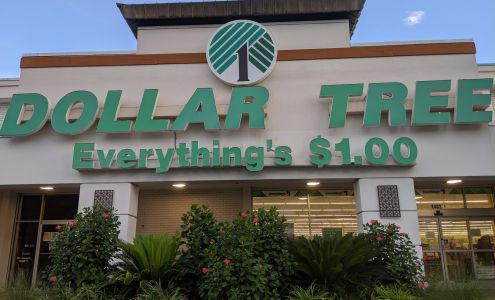 1
DOLLAR TREE
Everything's $1.00